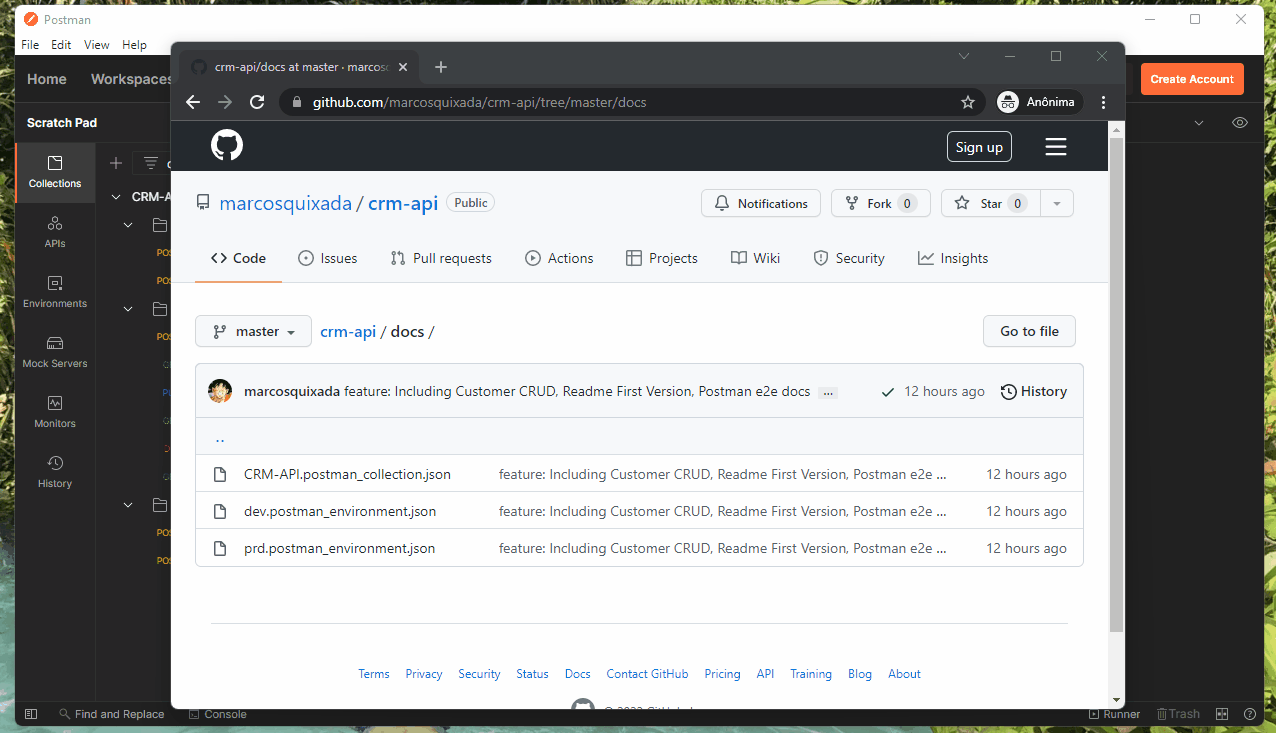 Postman
File Edit View Help
Home Workspaces
Create Account
Scratch Pad
Collections
APIs
Environments
Mock Servers
Monitors
History
CRM-A
POS
POS
POS
POS
POS
Find and Replace Console
Runner Trash
crm-api/docs at master · marcosq
github.com/marcosquixada/crm-api/tree/master/docs
Anônima
Sign up
marcosquixada / crm-api Public
Notifications Fork 0 Star 0
Code Issues Pull requests Actions Projects Wiki Security Insights
master crm-api / docs / Go to file
marcosquixada feature: Including Customer CRUD, Readme First Version, Postman e2e docs ... 12 hours ago History
..
CRM-API.postman_collection.json feature: Including Customer CRUD, Readme First Version, Postman e2e ... 12 hours ago
dev.postman_environment.json feature: Including Customer CRUD, Readme First Version, Postman e2e ... 12 hours ago
prd.postman_environment.json feature: Including Customer CRUD, Readme First Version, Postman e2e ... 12 hours ago
Terms Privacy Security Status Docs Contact GitHub Pricing API Training Blog About